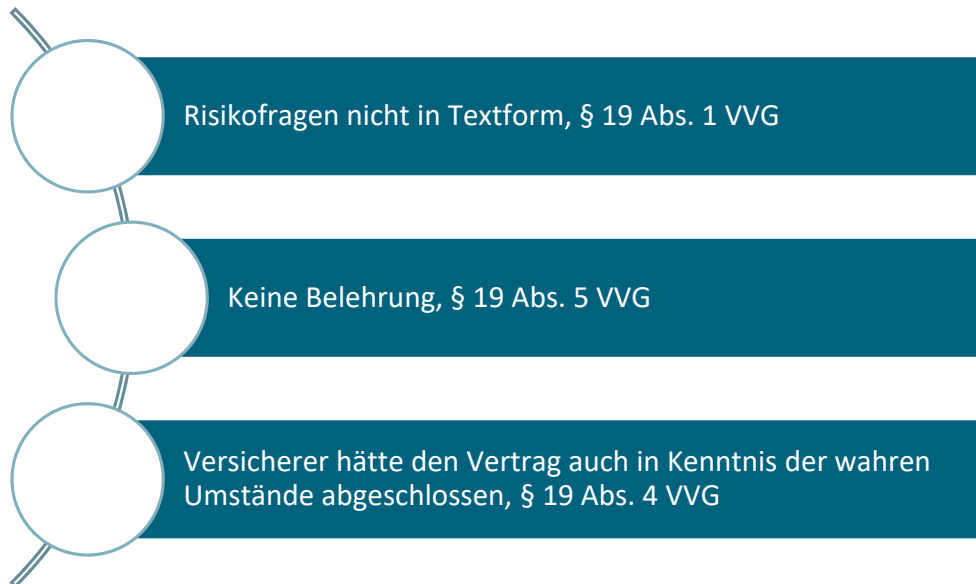 Risikofragen nicht in Textform, § 19 Abs. 1 VVG
Keine Belehrung, § 19 Abs. 5 VVG
Versicherer hätte den Vertrag auch in Kenntnis der wahren
Umstände abgeschlossen, § 19 Abs. 4 VVG